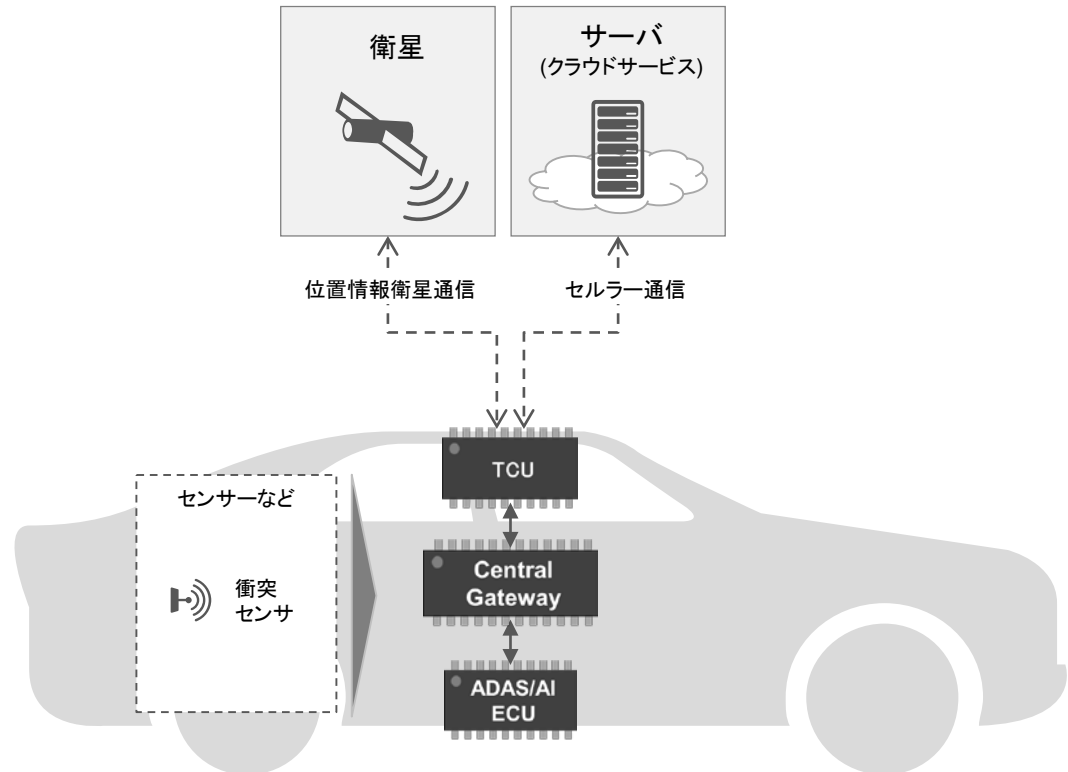 衛星
サーバ
(クラウドサービス)
位置情報衛星通信
セルラー通信
TCU
センサーなど
衝突
センサ
Central
Gateway
ADAS/AI
ECU